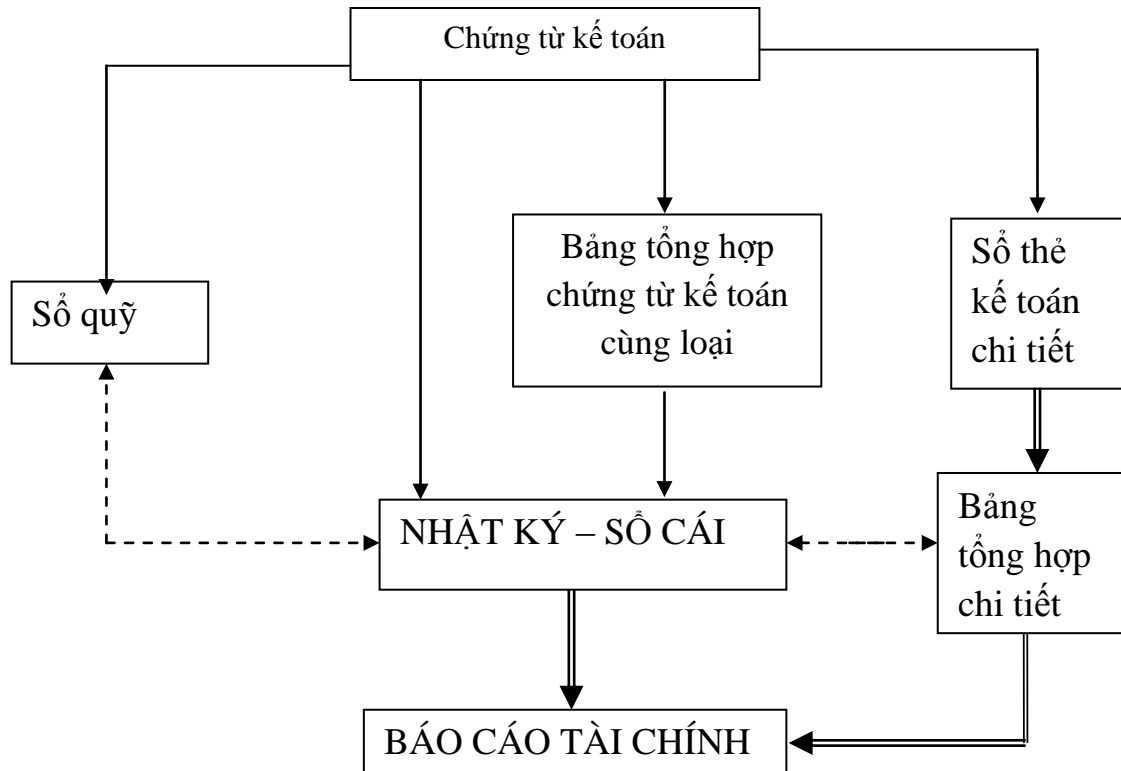 Chứng từ kế toán
Sổ quỹ
Bảng tổng hợp
chứng từ kế toán
cùng loại
Sổ thẻ
kế toán
chi tiết
NHẬT KÝ – SỔ CÁI
Bảng
tổng hợp
chi tiết
BÁO CÁO TÀI CHÍNH